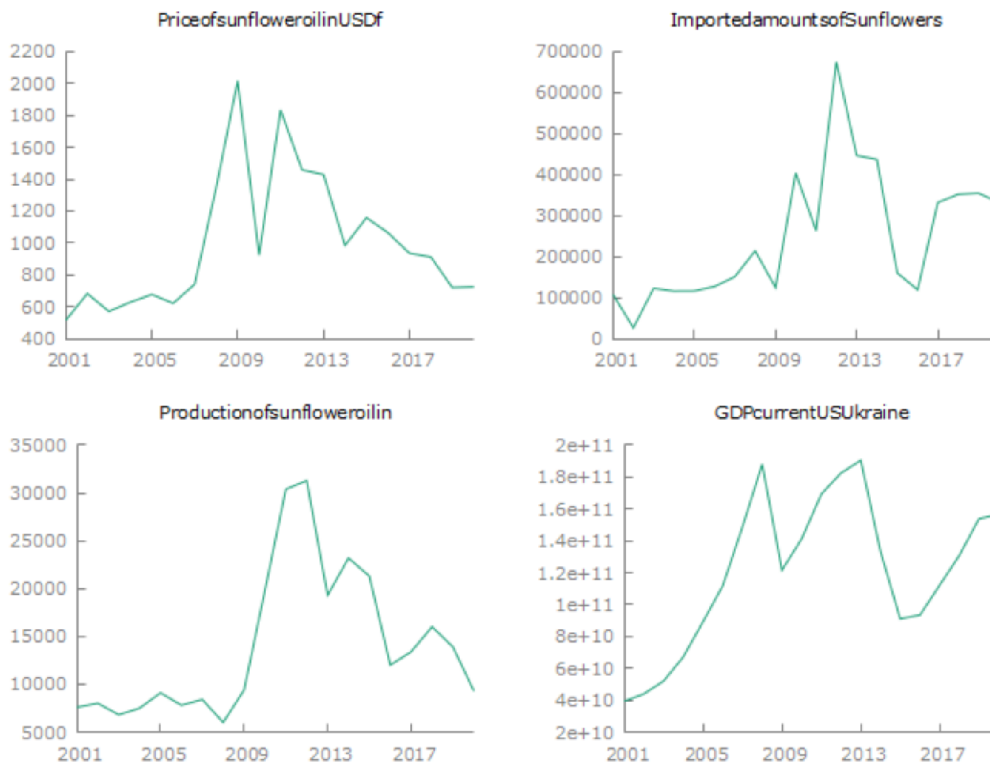 PriceofsunfloweroilinUSDf
2200
2000
1800
1600
1400
1200
1000
800
600
400
2001 2005 2009 2013 2017
ImportedamountsofSunflowers
700000
600000
500000
400000
300000
200000
100000
0
2001 2005 2009 2013 2017
Productionofsunfloweroilin
35000
30000
25000
20000
15000
10000
5000
2001 2005 2009 2013 2017
GDPcurrentUSUkraine
2e+11
1.8e+11
1.6e+11
1.4e+11
1.2e+11
1e+11
8e+10
6e+10
4e+10
2e+10
2001 2005 2009 2013 2017